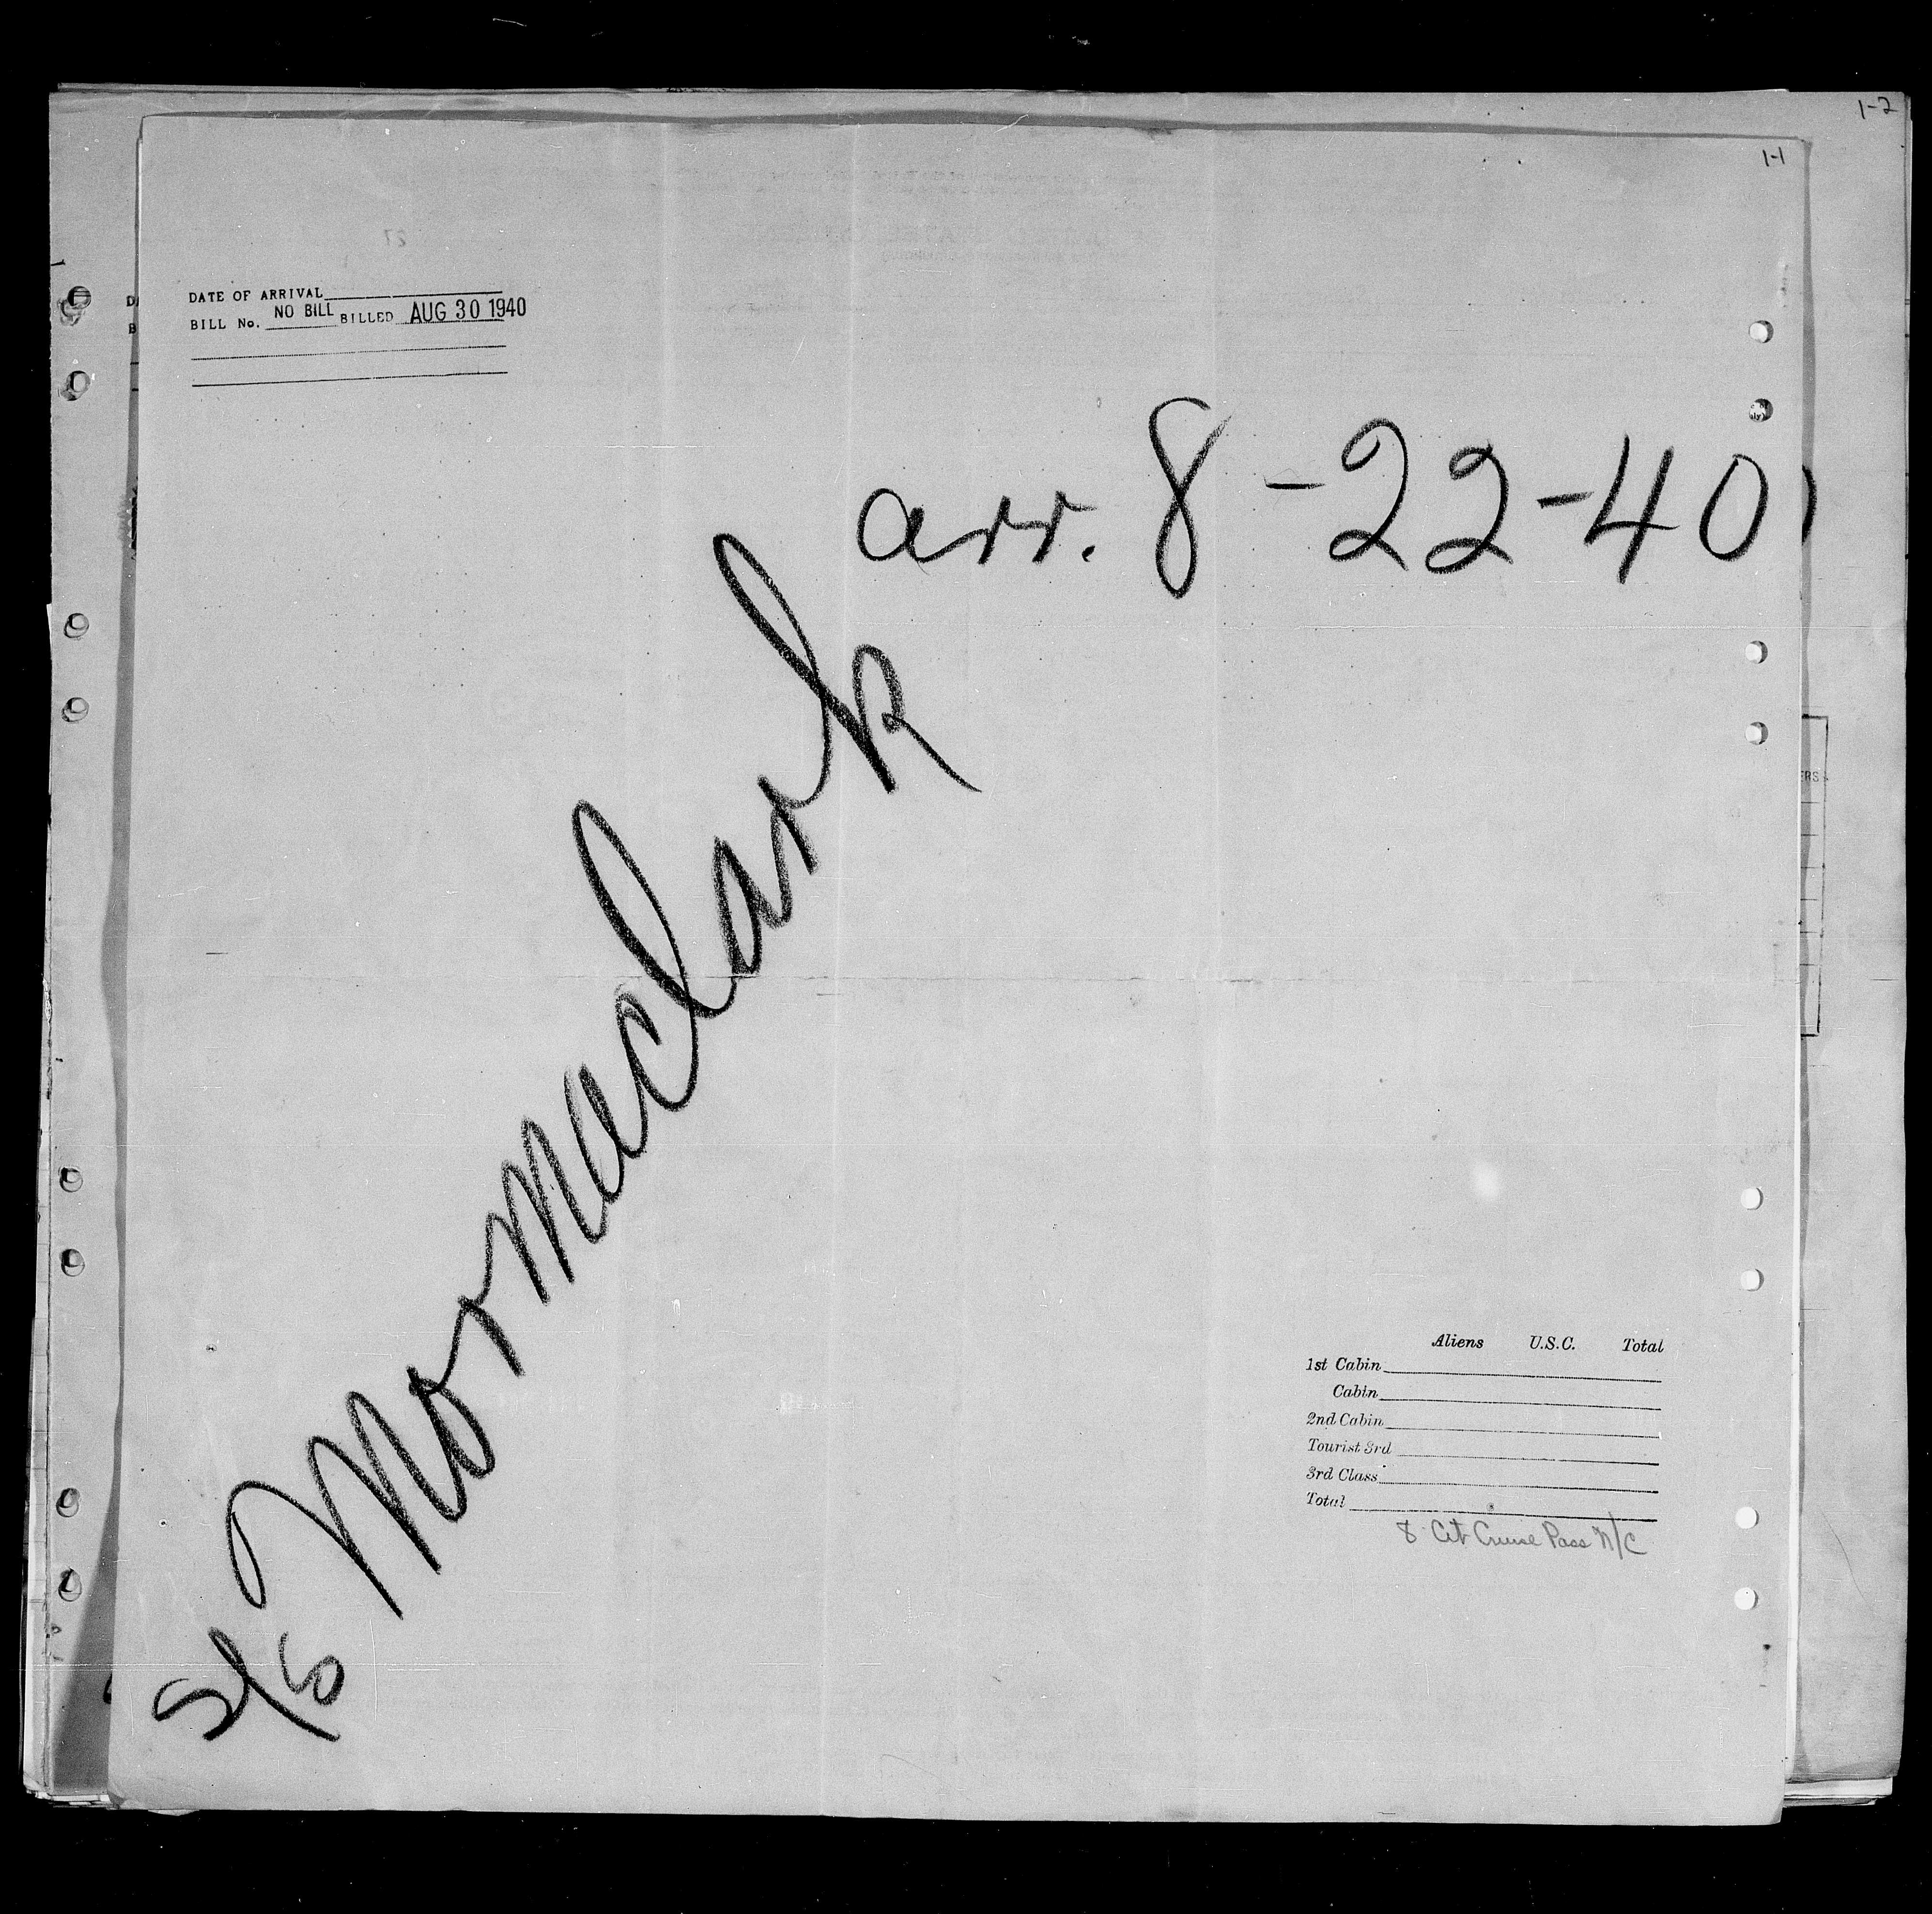 1-2
1-1
DATE OF ARRIVAL
BILL No. NO BILL BILLED AUG 30 1940
arr. 8-22-40
S/S Mormaclark
Aliens U.S.C. Total
1st Cabin
Cabin
2nd Cabin
Tourist 3rd
3rd Class
Total
8 Cit Cruise Pass N/C